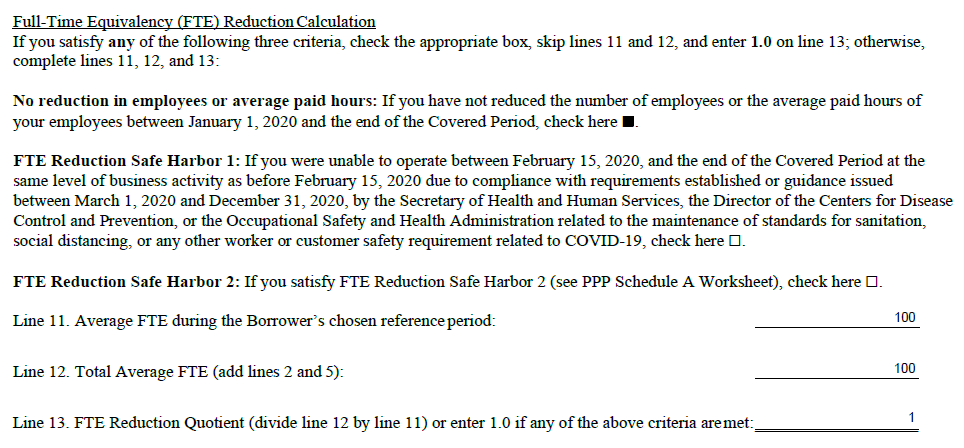 Full-Time Equivalency (FTE) Reduction Calculation
If you satisfy any of the following three criteria, check the appropriate box, skip lines 11 and 12, and enter 1.0 on line 13; otherwise,
complete lines 11, 12, and 13:
No reduction in employees or average paid hours: If you have not reduced the number of employees or the average paid hours of
your employees between January 1, 2020 and the end of the Covered Period, check here ■.
FTE Reduction Safe Harbor 1: If you were unable to operate between February 15, 2020, and the end of the Covered Period at the
same level of business activity as before February 15, 2020 due to compliance with requirements established or guidance issued
between March 1, 2020 and December 31, 2020, by the Secretary of Health and Human Services, the Director of the Centers for Disease
Control and Prevention, or the Occupational Safety and Health Administration related to the maintenance of standards for sanitation,
social distancing, or any other worker or customer safety requirement related to COVID-19, check here ☐.
FTE Reduction Safe Harbor 2: If you satisfy FTE Reduction Safe Harbor 2 (see PPP Schedule A Worksheet), check here ☐.
Line 11. Average FTE during the Borrower's chosen reference period: 100
Line 12. Total Average FTE (add lines 2 and 5): 100
Line 13. FTE Reduction Quotient (divide line 12 by line 11) or enter 1.0 if any of the above criteria are met: 1